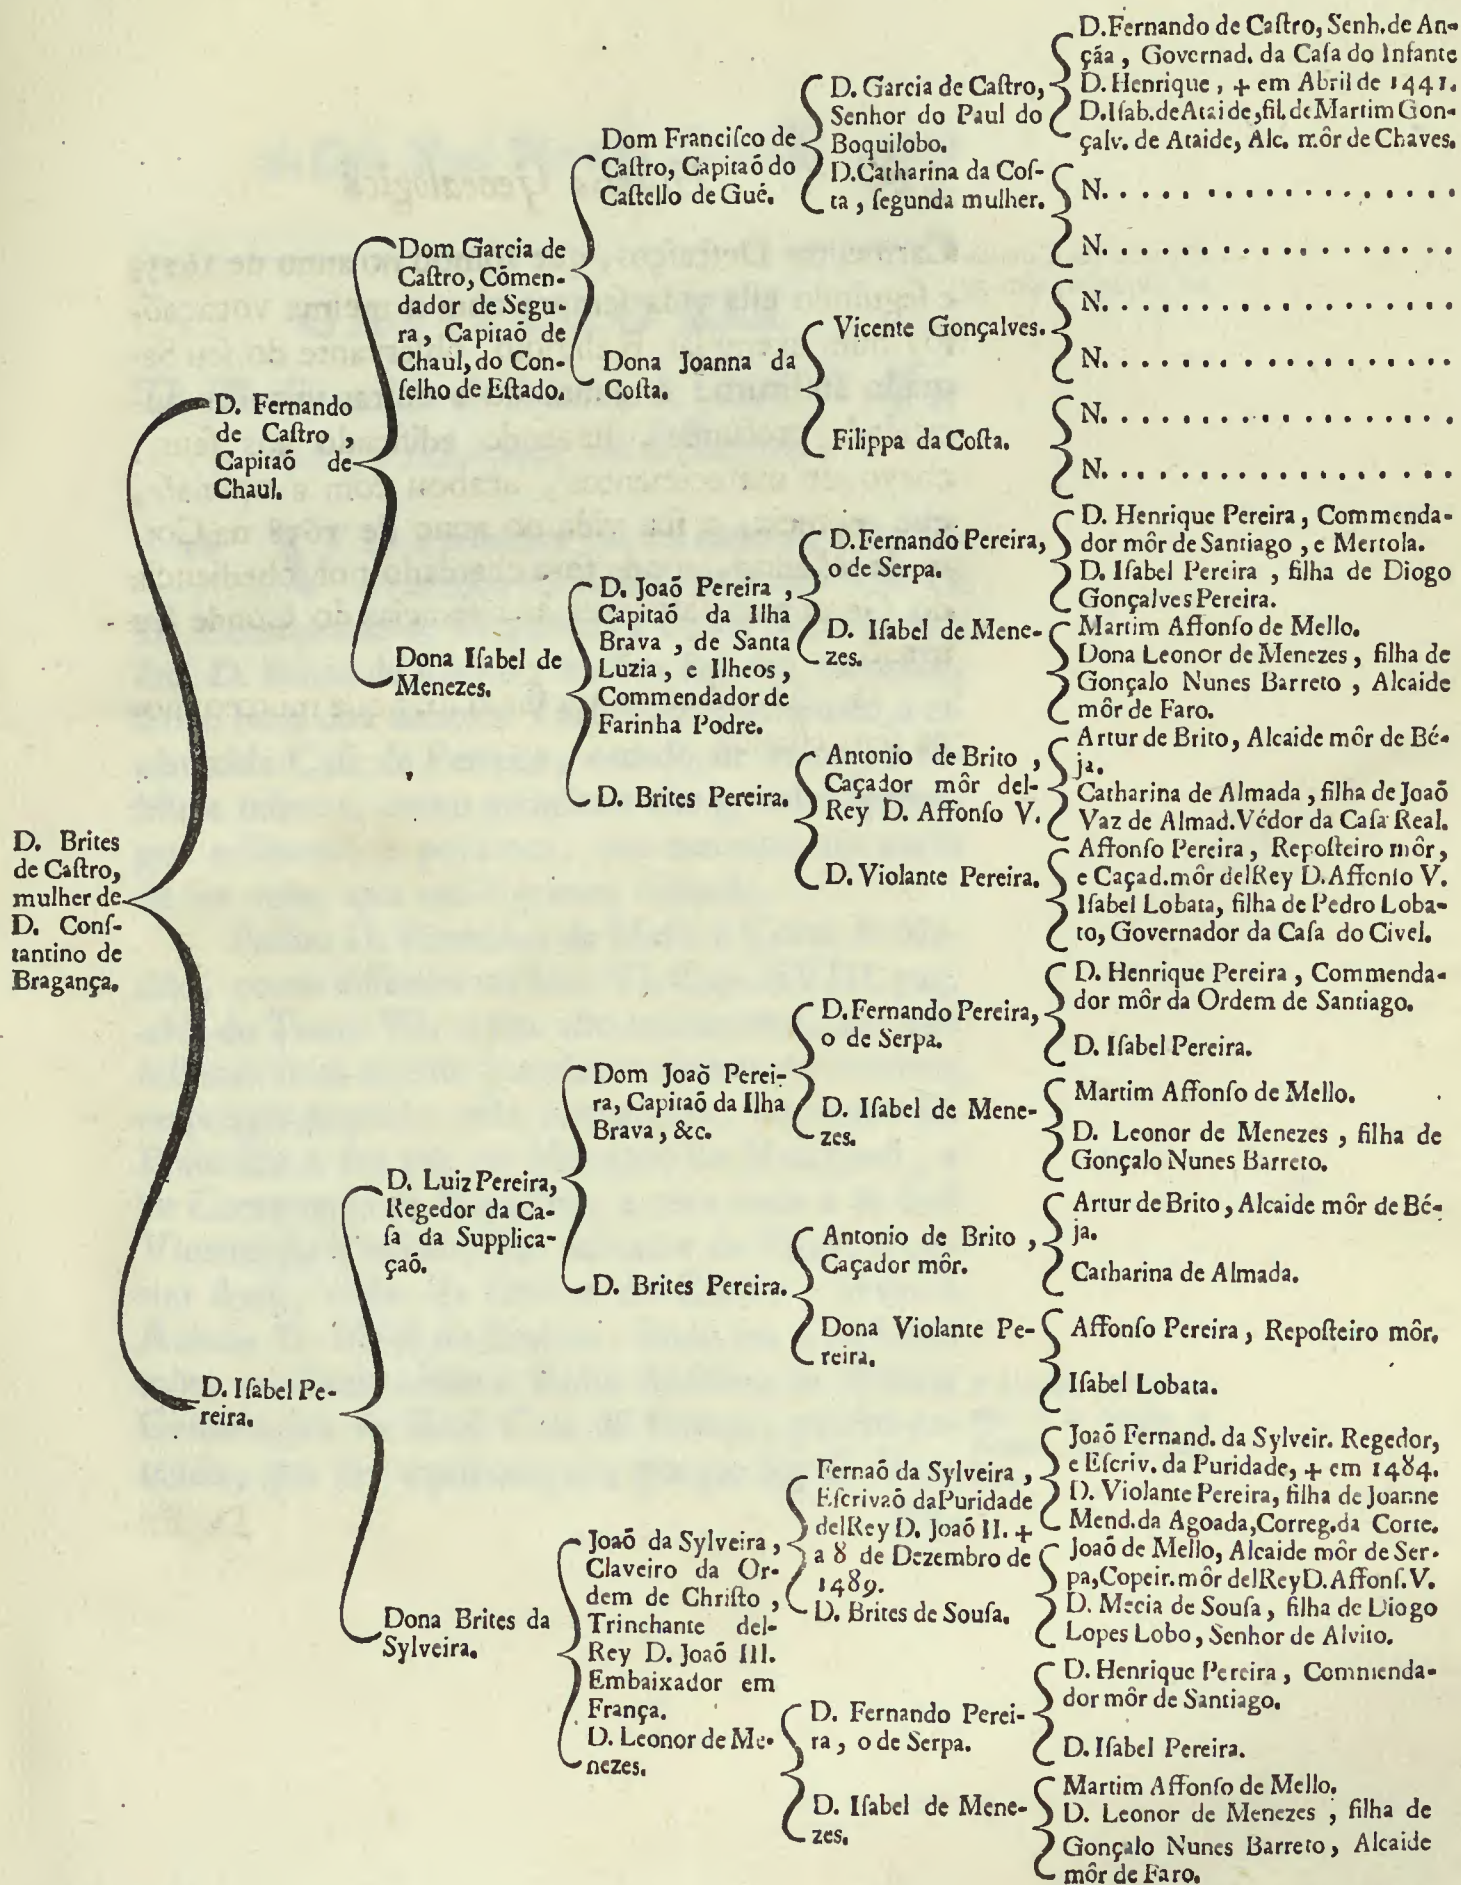 D. Brites
de Caſtro,
mulher de
D. Conſ-
tantino de
Bragança.
D. Fernando
de Caſtro ,
Capitaõ de
Chaul.
D. Iſabel Pe-
reira.
Dom Garcia de
Caſtro, Cõmen-
dador de Segu-
ra , Capitaõ de
Chaul, do Con-
ſelho de Eſtado.
Dona Iſabel de
Menezes.
D. Luiz Pereira,
Regedor da Ca-
ſa da Supplica-
çaõ.
Dona Brites da
Sylveira.
Dom Franciſco de
Caſtro, Capitaõ do
Caſtello de Gué.
Dona Joanna da
Coſta.
D. Joaõ Pereira ,
Capitaõ da Ilha
Brava , de Santa
Luzia , e Ilheos ,
Commendador de
Farinha Podre.
D. Brites Pereira.
Dom Joaõ Perei-
ra, Capitaõ da Ilha
Brava , &c.
D. Brites Pereira.
Joaõ da Sylveira ,
Claveiro da Or-
dem de Chriſto ,
Trinchante del-
Rey D. Joaõ III.
Embaixador em
França.
D. Leonor de Me-
nezes.
D. Garcia de Caſtro,
Senhor do Paul do
Boquilobo.
D.Catharina da Coſ-
ta , ſegunda mulher.
Vicente Gonçalves.
Filippa da Coſta.
D.Fernando Pereira,
o de Serpa.
D. Iſabel de Mene-
zes.
Antonio de Brito ,
Caçador môr del-
Rey D. Affonſo V.
D. Violante Pereira.
D.Fernando Pereira,
o de Serpa.
D. Iſabel de Mene-
zes.
Antonio de Brito ,
Caçador môr.
Dona Violante Pe-
reira.
Fernaõ da Sylveira ,
Eſcrivaõ daPuridade
delRey D. Joaõ II. +
a 8 de Dezembro de
1489.
D. Brites de Souſa.
D. Fernando Perei-
ra , o de Serpa.
D. Iſabel de Mene-
zes.
D.Fernando de Caſtro, Senh.de An-
çãa , Governad. da Caſa do Infante
D. Henrique , + em Abril de 1441.
D.Iſab.deAtaide,fil.deMartim Gon-
çalv. de Ataide, Alc. môr de Chaves.
N. . . . . . . . . . . . . . . . . .
N. . . . . . . . . . . . . . . . . .
N. . . . . . . . . . . . . . . . . .
N. . . . . . . . . . . . . . . . . .
N. . . . . . . . . . . . . . . . . .
N. . . . . . . . . . . . . . . . . .
D. Henrique Pereira , Commenda-
dor môr de Santiago , e Mertola.
D. Iſabel Pereira , filha de Diogo
Gonçalves Pereira.
Martim Affonſo de Mello.
Dona Leonor de Menezes , filha de
Gonçalo Nunes Barreto , Alcaide
môr de Faro.
Artur de Brito, Alcaide môr de Bé-
ja.
Catharina de Almada , filha de Joaõ
Vaz de Almad.Védor da Caſa Real.
Affonſo Pereira , Repoſteiro môr ,
e Caçad.môr delRey D.Affonſo V.
Iſabel Lobata, filha de Pedro Loba-
to, Governador da Caſa do Civel.
D. Henrique Pereira , Commenda-
dor môr da Ordem de Santiago.
D. Iſabel Pereira.
Martim Affonſo de Mello.
D. Leonor de Menezes , filha de
Gonçalo Nunes Barreto.
Artur de Brito , Alcaide môr de Bé-
ja.
Catharina de Almada.
Affonſo Pereira , Repoſteiro môr.
Iſabel Lobata.
Joaõ Fernand. da Sylveir. Regedor,
e Eſcriv. da Puridade, + em 1484.
D. Violante Pereira, filha de Joanne
Mend.da Agoada,Correg.da Corte.
Joaõ de Mello, Alcaide môr de Ser-
pa,Copeir.môr delReyD.Affonſ.V.
D. Mecia de Souſa , filha de Diogo
Lopes Lobo, Senhor de Alvito.
D. Henrique Pereira , Commenda-
dor môr de Santiago.
D. Iſabel Pereira.
Martim Affonſo de Mello.
D. Leonor de Menezes , filha de
Gonçalo Nunes Barreto, Alcaide
môr de Faro.